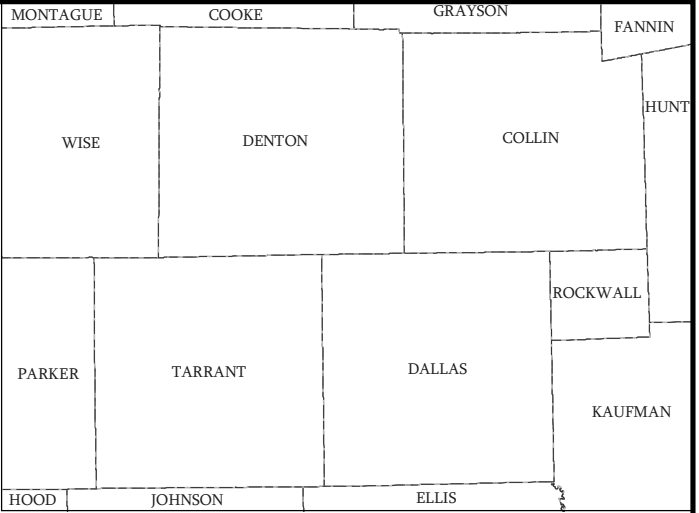 MONTAGUE
COOKE
GRAYSON
FANNIN
HUNT
WISE
DENTON
COLLIN
ROCKWALL
PARKER
TARRANT
DALLAS
KAUFMAN
HOOD
JOHNSON
ELLIS